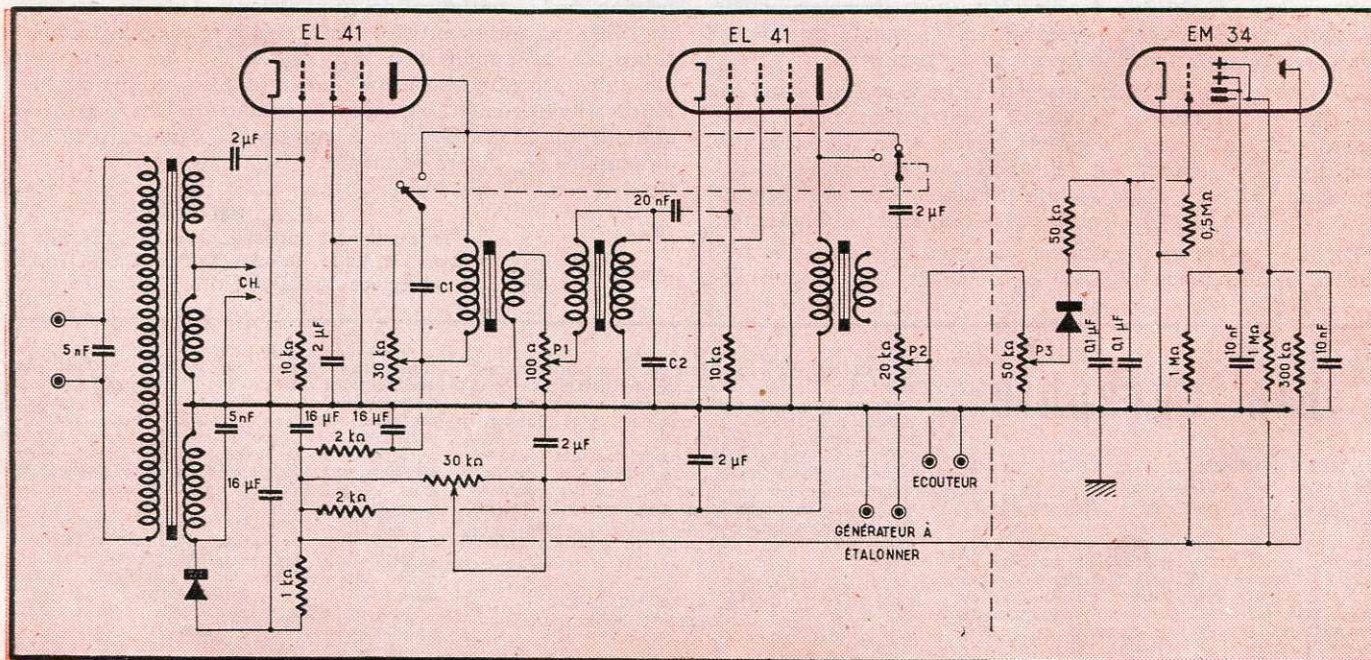 EL 41
EL 41
EM 34
2 µF
20 nF
2 µF
50 kΩ
0,5MΩ
CH.
C1
5 nF
10 kΩ
2 µF
30 kΩ
100 Ω
P1
C2
10 kΩ
20 kΩ
P2
50 kΩ
P3
0,1 µF
0,1 µF
1 MΩ
10 nF
1 MΩ
300 kΩ
10 nF
5 nF
16 µF
16 µF
2 kΩ
2 µF
30 kΩ
2 µF
16 µF
2 kΩ
ECOUTEUR
GÉNÉRATEUR À
ÉTALONNER
1 kΩ